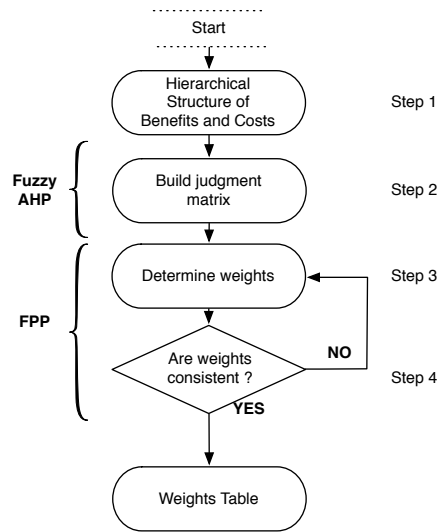 Start
Hierarchical
Structure of
Benefits and Costs
Step 1
Fuzzy
AHP
Build judgment
matrix
Step 2
Determine weights
Step 3
FPP
Are weights
consistent ?
NO
Step 4
YES
Weights Table